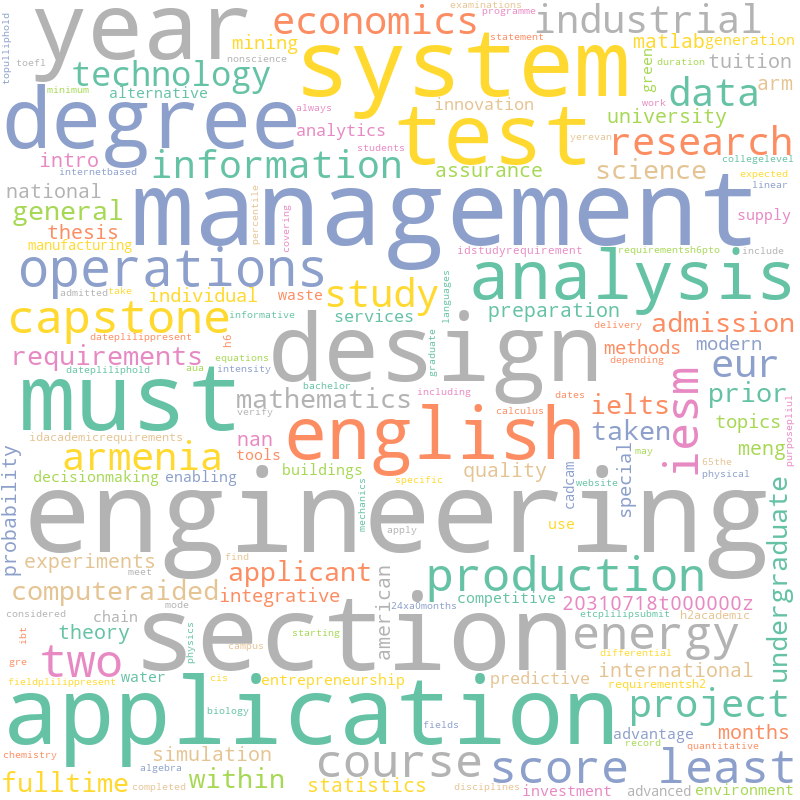 year
economics
examinations
programme
industrial
system
statement
mining
matlab
generation
topulliphold
toefl
nonscience
technology
green
duration
tuition
minimum
alternative
data
arm
degree
always
innovation
work
test
university
analytics
yerevan
research
students
intro
information
collegelevel
internetbased
assurance
science
expected
linear
national
management
percentile
covering
supply
general
thesis
manufacturing
idstudyrequirement
requirementsh6pto
include
operations
analysis
languages
admitted
take
individual
waste
study
preparation
capstone
informative
services
delivery
admission
dateplilippresent
h6
design
graduate
methods
modern
requirements
equations
depending
eur
datepliliphold
aua
intensity
must
bachelor
including
dates
prior
mathematics
ielts
iesm
purposepliul
verify
english
calculus
taken
topics
idacademicrequirements
nan
may
meng
armenia
tools
65the
probability
decisionmaking
enabling
buildings
quality
cadcam
special
physical
specific
website
engineering
mechanics
use
undergraduate
apply
experiments
find
applicant
production
meet
american
computeraided
integrative
competitive
20310718t000000z
considered
mode
24xa0months
etcplilipsubmit
h2academic
chain
section
theory
physics
starting
energy
ibt
two
campus
differential
gre
water
cis
entrepreneurship
predictive
international
fieldplilippresent
requirementsh2
application
biology
project
fields
advantage
months
record
quantitative
chemistry
simulation
course
algebra
score least
fulltime
completed
within
statistics
disciplines
investment
advanced
environment